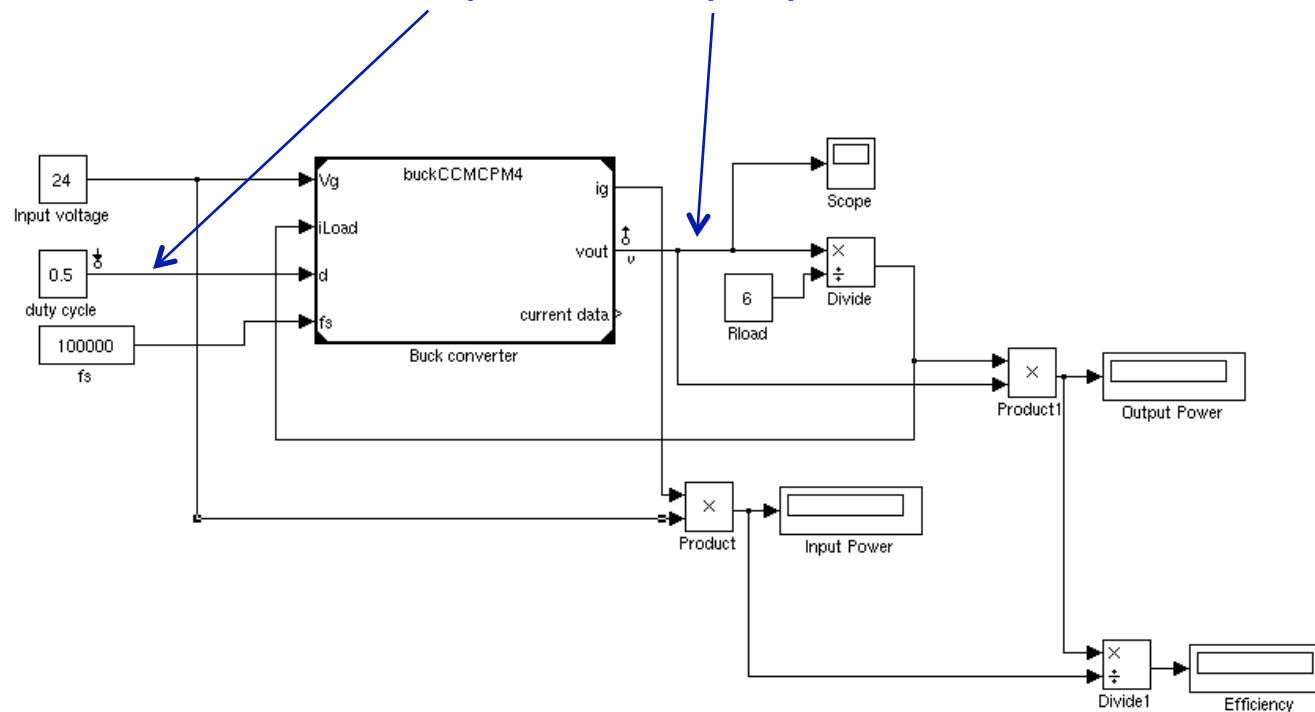 24
Input voltage
0.5
duty cycle
100000
fs
buckCCMCPM4
Vg
iLoad
d
fs
ig
vout
v
current data
Buck converter
Scope
×
÷
Divide
6
Rload
×
Product1
Output Power
×
Product
Input Power
×
÷
Divide1
Efficiency